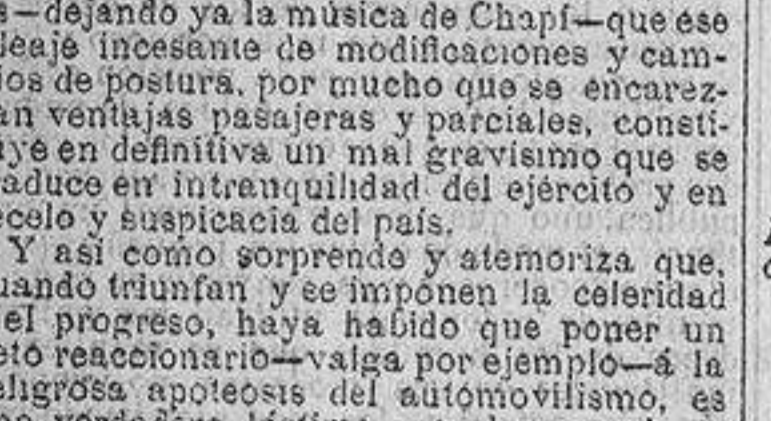 —dejando ya la música de Chapí—que ese
leaje incesante de modificaciones y cam-
ios de postura, por mucho que se encarez-
an ventajas pasajeras y parciales, consti-
uye en definitiva un mal gravísimo que se
aduce en intranquilidad del ejército y en
ecelo y suspicacia del país.
Y así como sorprende y atemoriza que,
uando triunfan y se imponen la celeridad
el progreso, haya habido que poner un
eto reaccionario—valga por ejemplo—á la
eligrosa apoteosis del automovilismo, es